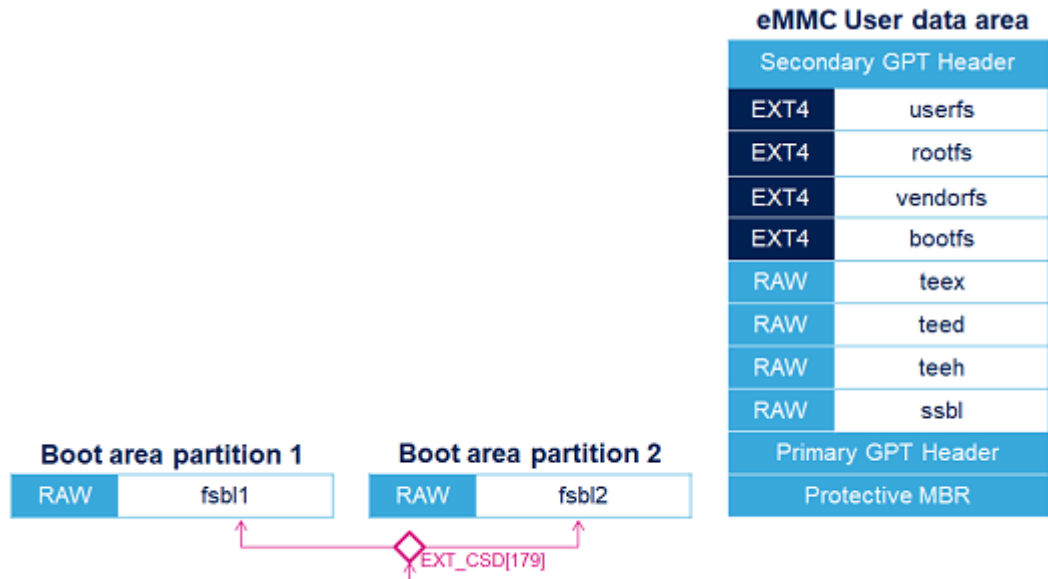 eMMC User data area
Secondary GPT Header
EXT4 userfs
EXT4 rootfs
EXT4 vendorfs
EXT4 bootfs
RAW teex
RAW teed
RAW teeh
RAW ssbl
Primary GPT Header
Protective MBR
Boot area partition 1
RAW fsbl1
Boot area partition 2
RAW fsbl2
EXT_CSD[179]